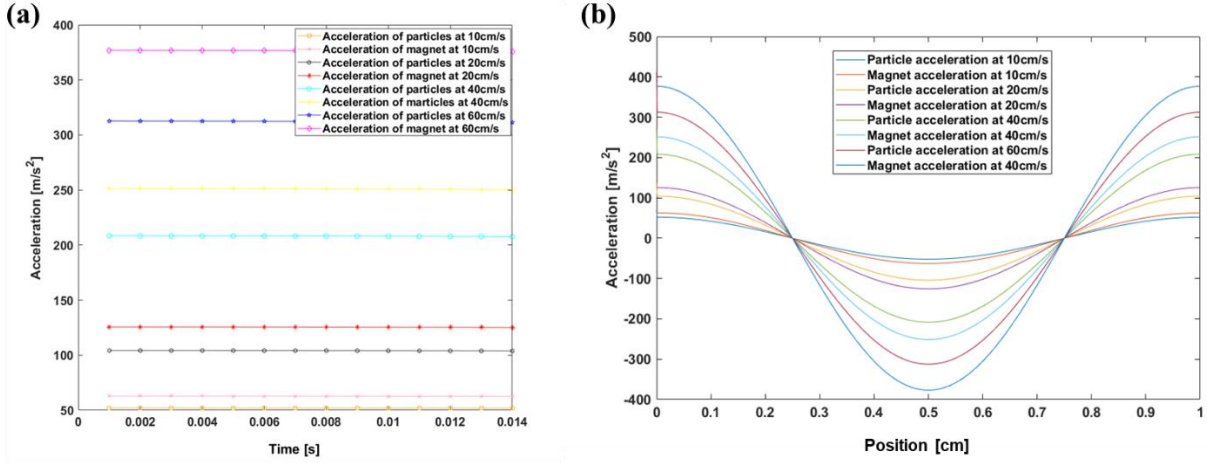 (a)
Acceleration [m/s²]
400
350
300
250
200
150
100
50
Acceleration of particles at 10cm/s
Acceleration of magnet at 10cm/s
Acceleration of particles at 20cm/s
Acceleration of magnet at 20cm/s
Acceleration of particles at 40cm/s
Acceleration of marticles at 40cm/s
Acceleration of particles at 60cm/s
Acceleration of magnet at 60cm/s
0.002 0.004 0.006 0.008 0.01 0.012 0.014
Time [s]
(b)
Acceleration [m/s²]
500
400
300
200
100
0
-100
-200
-300
-400
Particle acceleration at 10cm/s
Magnet acceleration at 10cm/s
Particle acceleration at 20cm/s
Magnet acceleration at 20cm/s
Particle acceleration at 40cm/s
Magnet acceleration at 40cm/s
Particle acceleration at 60cm/s
Magnet acceleration at 40cm/s
0 0.1 0.2 0.3 0.4 0.5 0.6 0.7 0.8 0.9 1
Position [cm]